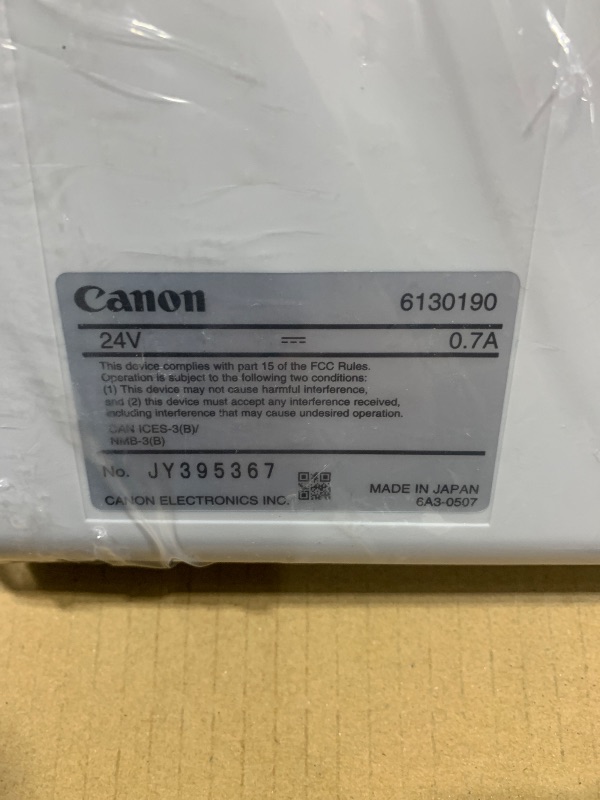 Canon 6130190
24V ⎓ 0.7A
This device complies with part 15 of the FCC Rules.
Operation is subject to the following two conditions:
(1) This device may not cause harmful interference,
and (2) this device must accept any interference received,
including interference that may cause undesired operation.
CAN ICES-3(B)/
NMB-3(B)
No. JY395367
CANON ELECTRONICS INC. MADE IN JAPAN
6A3-0507